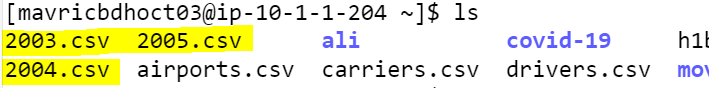 [mavricbdhoct03@ip-10-1-1-204 ~]$ ls
2003.csv 2005.csv ali covid-19 h1b
2004.csv airports.csv carriers.csv drivers.csv mov